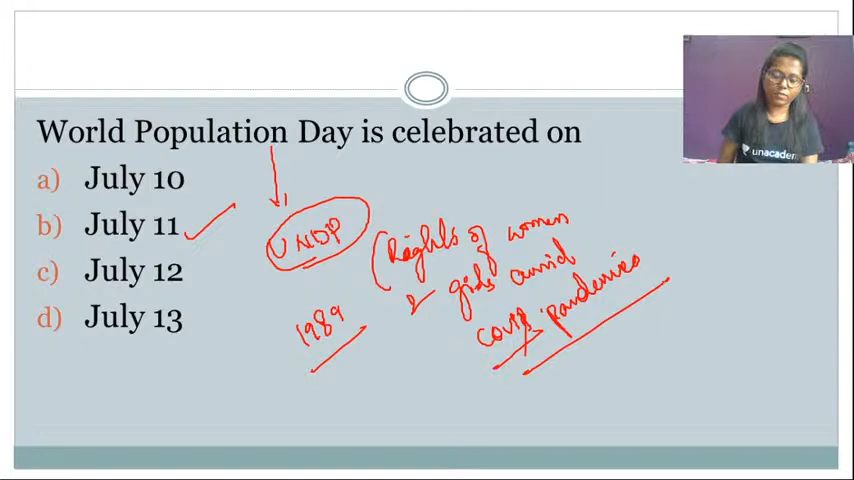 World Population Day is celebrated on
a) July 10
b) July 11
c) July 12
d) July 13
UNDP
1989
(Rights of women
& girls amid
covid pandemics
unacadem